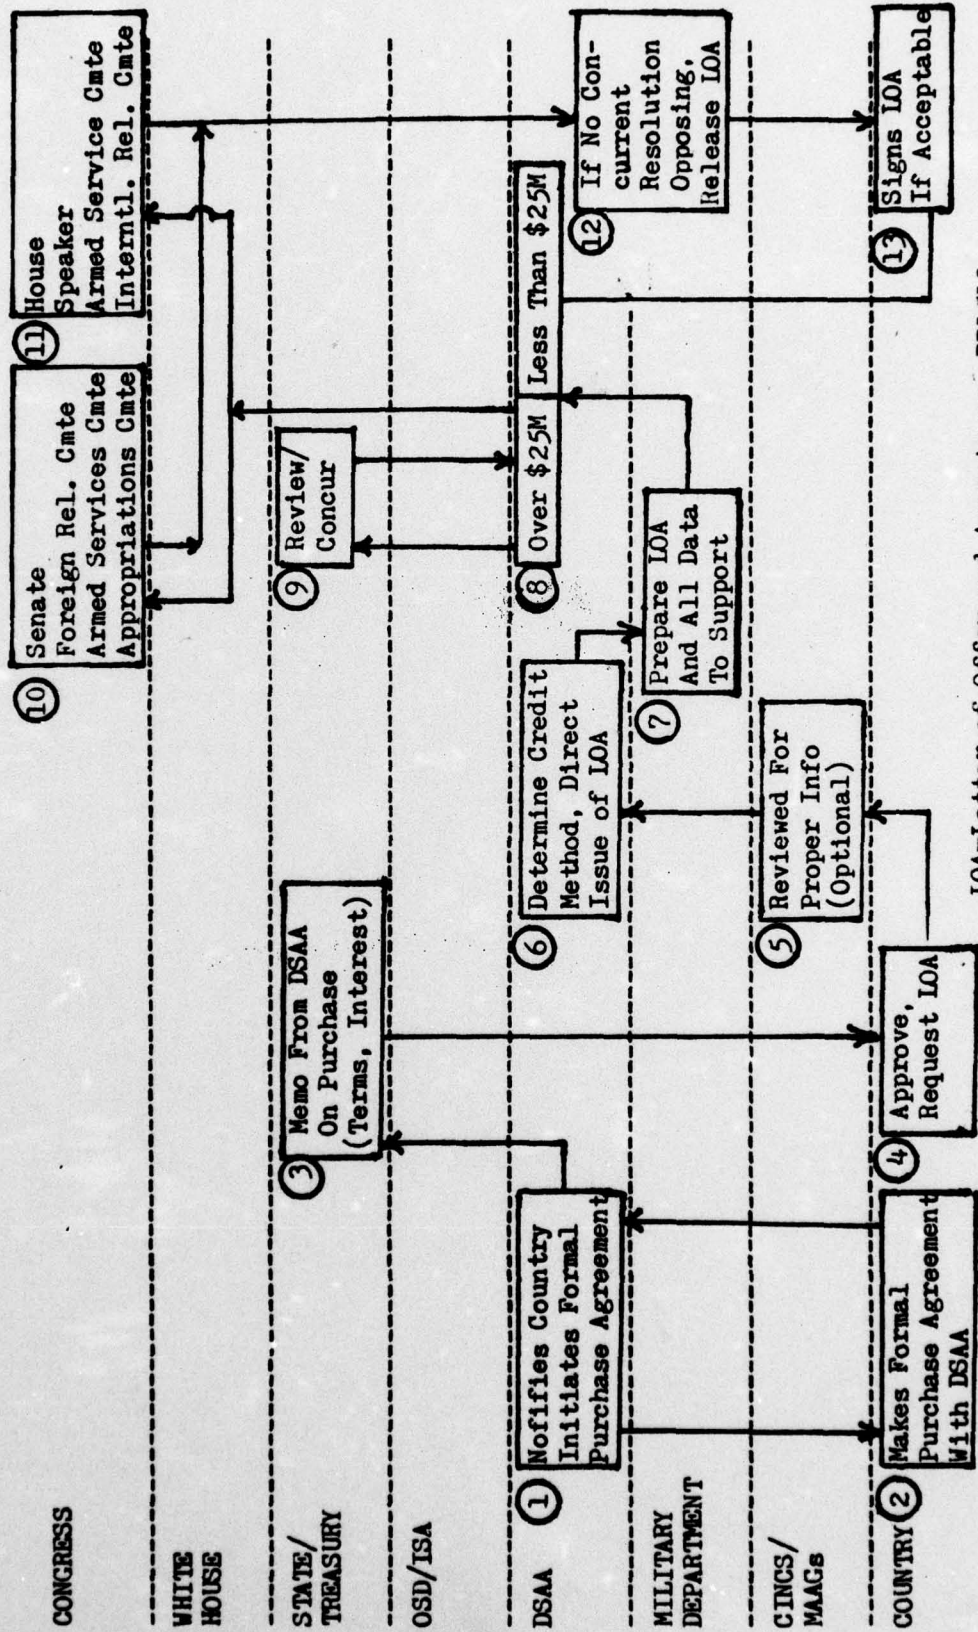 CONGRESS
WHITE
HOUSE
STATE/
TREASURY
OSD/ISA
DSAA
MILITARY
DEPARTMENT
CINCS/
MAAGs
COUNTRY
1
Nofifies Country
Initiates Formal
Purchase Agreement
2
Makes Formal
Purchase Agreement
With DSAA
3
Memo From DSAA
On Purchase
(Terms, Interest)
4
Approve,
Request LOA
5
Reviewed For
Proper Info
(Optional)
6
Determine Credit
Method, Direct
Issue of LOA
7
Prepare LOA
And All Data
To Support
8
Over $25M
Less Than $25M
9
Review/
Concur
10
Senate
Foreign Rel. Cmte
Armed Services Cmte
Appropriations Cmte
11
House
Speaker
Armed Service Cmte
Interntl. Rel. Cmte
12
If No Con-
current
Resolution
Opposing,
Release LOA
13
Signs LOA
If Acceptable